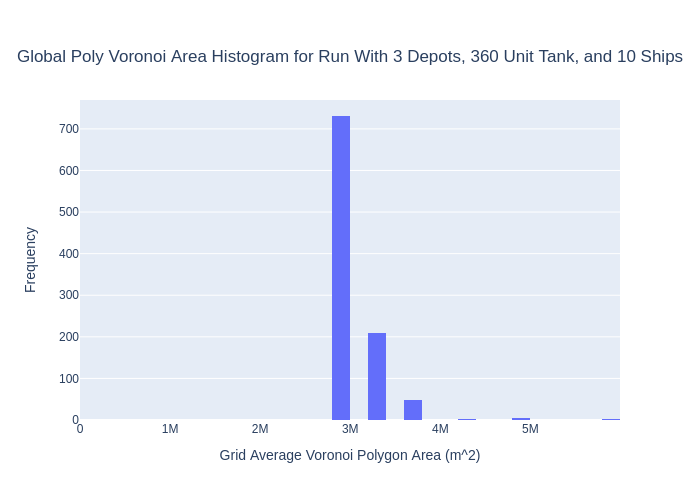 Global Poly Voronoi Area Histogram for Run With 3 Depots, 360 Unit Tank, and 10 Ships
700
600
500
400
300
200
100
0
Frequency
0 1M 2M 3M 4M 5M
Grid Average Voronoi Polygon Area (m^2)